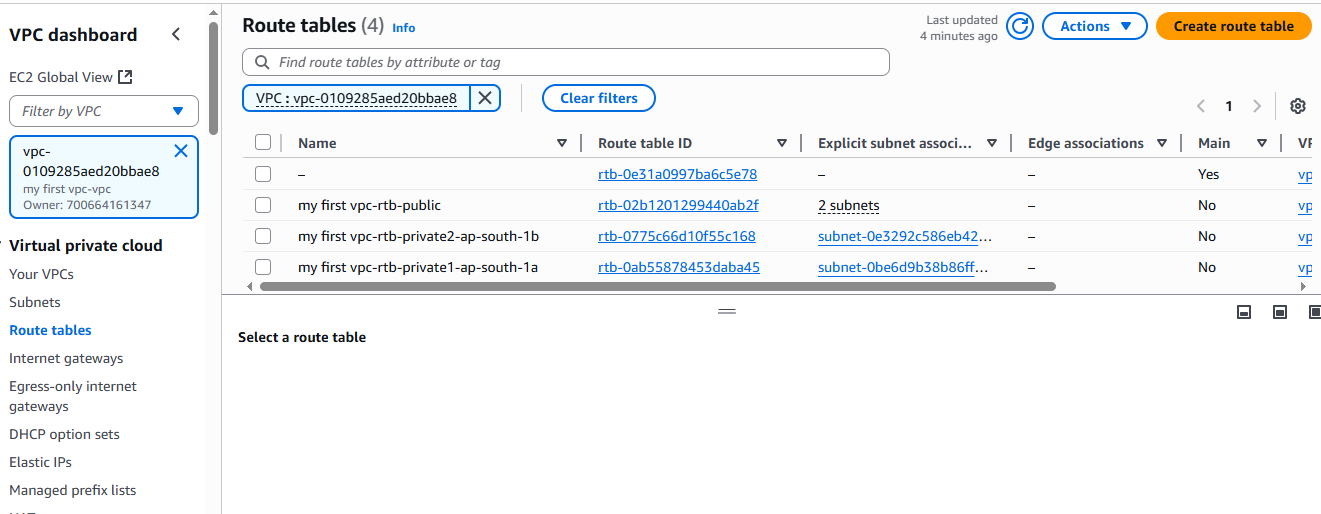 VPC dashboard
EC2 Global View
Filter by VPC
vpc-
0109285aed20bbae8
my first vpc-vpc
Owner: 700664161347
Virtual private cloud
Your VPCs
Subnets
Route tables
Internet gateways
Egress-only internet
gateways
DHCP option sets
Elastic IPs
Managed prefix lists
Route tables (4) Info
Last updated
4 minutes ago
Actions
Create route table
Find route tables by attribute or tag
VPC : vpc-0109285aed20bbae8
Clear filters
1
Name Route table ID Explicit subnet associ... Edge associations Main VP
– rtb-0e31a0997ba6c5e78 – – Yes vp
my first vpc-rtb-public rtb-02b1201299440ab2f 2 subnets – No vp
my first vpc-rtb-private2-ap-south-1b rtb-0775c66d10f55c168 subnet-0e3292c586eb42... – No vp
my first vpc-rtb-private1-ap-south-1a rtb-0ab55878453daba45 subnet-0be6d9b38b86ff... – No vp
Select a route table